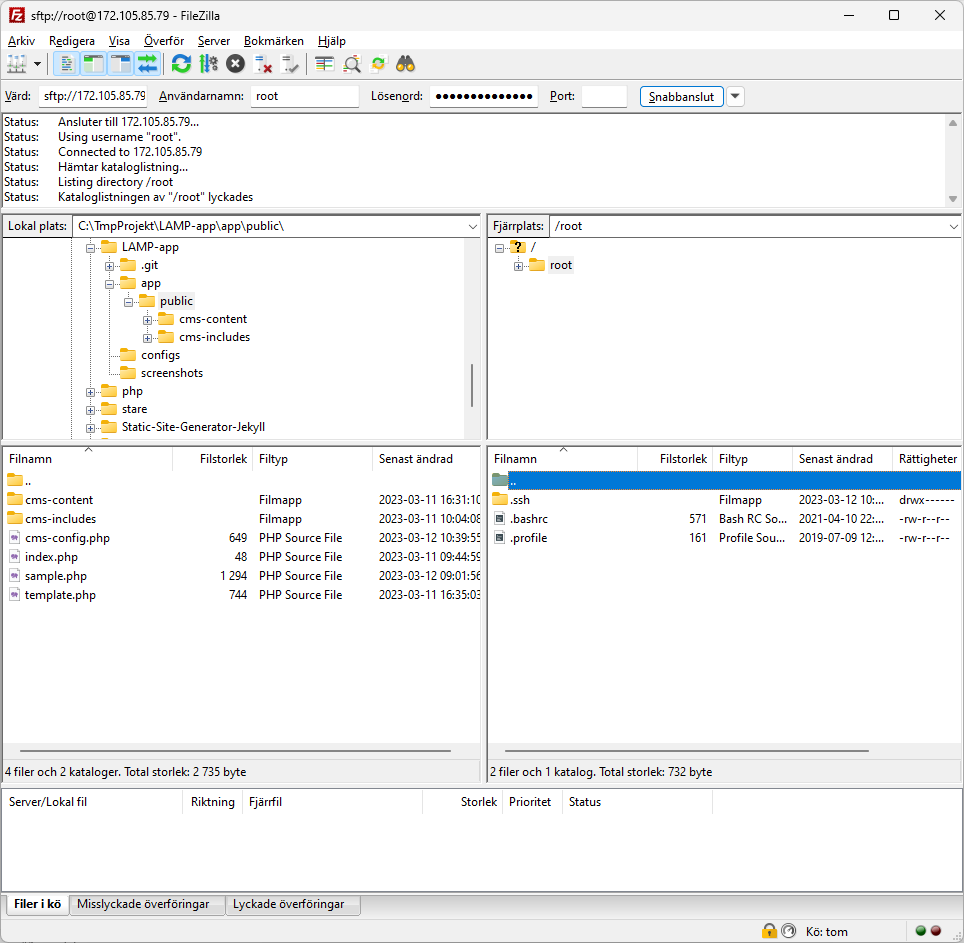 sftp://root@172.105.85.79 - FileZilla
Arkiv Redigera Visa Överför Server Bokmärken Hjälp
Värd: sftp://172.105.85.79 Användarnamn: root Lösenord: ●●●●●●●●●●●●●● Port: Snabbanslut
Status: Ansluter till 172.105.85.79...
Status: Using username "root".
Status: Connected to 172.105.85.79
Status: Hämtar kataloglistning...
Status: Listing directory /root
Status: Kataloglistningen av "/root" lyckades
Lokal plats: C:\TmpProjekt\LAMP-app\app\public\
LAMP-app
.git
app
public
cms-content
cms-includes
configs
screenshots
php
stare
Static-Site-Generator-Jekyll
Fjärrplats: /root
/
root
Filnamn Filstorlek Filtyp Senast ändrad
..
cms-content Filmapp 2023-03-11 16:31:10
cms-includes Filmapp 2023-03-11 10:04:08
cms-config.php 649 PHP Source File 2023-03-12 10:39:55
index.php 48 PHP Source File 2023-03-11 09:44:59
sample.php 1 294 PHP Source File 2023-03-12 09:01:56
template.php 744 PHP Source File 2023-03-11 16:35:03
4 filer och 2 kataloger. Total storlek: 2 735 byte
Filnamn Filstorlek Filtyp Senast ändrad Rättigheter
..
.ssh Filmapp 2023-03-12 10:... drwx------
.bashrc 571 Bash RC So... 2021-04-10 22:... -rw-r--r--
.profile 161 Profile Sou... 2019-07-09 12:... -rw-r--r--
2 filer och 1 katalog. Total storlek: 732 byte
Server/Lokal fil Riktning Fjärrfil Storlek Prioritet Status
Filer i kö Misslyckade överföringar Lyckade överföringar
Kö: tom